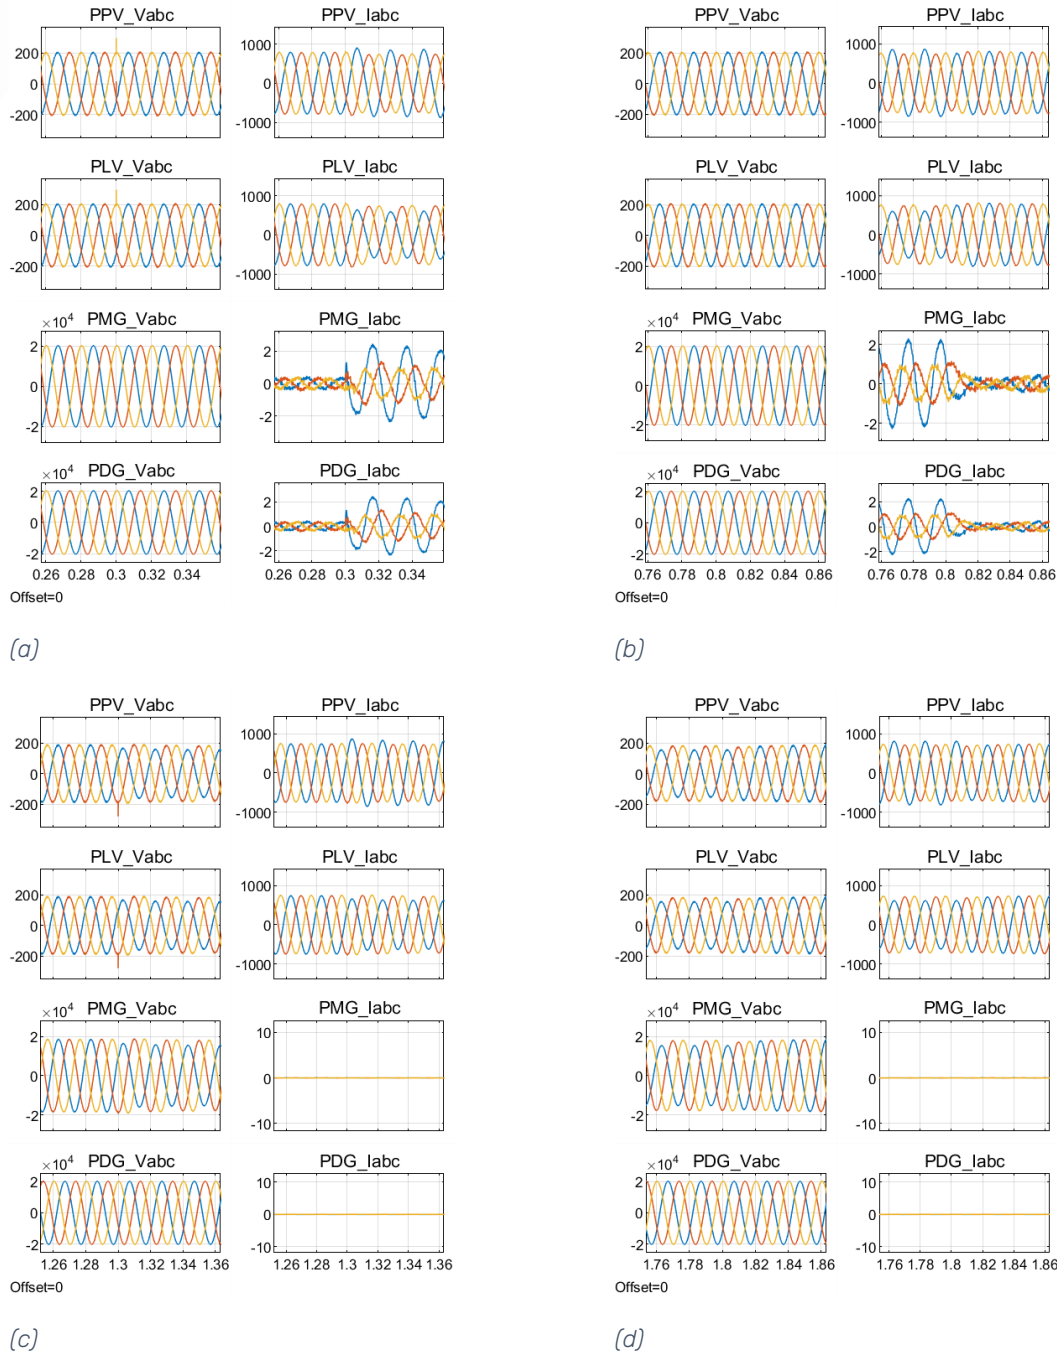 PPV_Vabc
200
0
-200
PPV_Iabc
1000
0
-1000
PLV_Vabc
200
0
-200
PLV_Iabc
1000
0
-1000
×10⁴
PMG_Vabc
2
0
-2
PMG_Iabc
2
0
-2
×10⁴
PDG_Vabc
2
0
-2
0.26 0.28 0.3 0.32 0.34
PDG_Iabc
2
0
-2
0.26 0.28 0.3 0.32 0.34
Offset=0
(a)
PPV_Vabc
200
0
-200
PPV_Iabc
1000
0
-1000
PLV_Vabc
200
0
-200
PLV_Iabc
1000
0
-1000
×10⁴
PMG_Vabc
2
0
-2
PMG_Iabc
2
0
-2
×10⁴
PDG_Vabc
2
0
-2
0.76 0.78 0.8 0.82 0.84 0.86
PDG_Iabc
2
0
-2
0.76 0.78 0.8 0.82 0.84 0.86
Offset=0
(b)
PPV_Vabc
200
0
-200
PPV_Iabc
1000
0
-1000
PLV_Vabc
200
0
-200
PLV_Iabc
1000
0
-1000
×10⁴
PMG_Vabc
2
0
-2
PMG_Iabc
10
0
-10
×10⁴
PDG_Vabc
2
0
-2
1.26 1.28 1.3 1.32 1.34 1.36
PDG_Iabc
10
0
-10
1.26 1.28 1.3 1.32 1.34 1.36
Offset=0
(c)
PPV_Vabc
200
0
-200
PPV_Iabc
1000
0
-1000
PLV_Vabc
200
0
-200
PLV_Iabc
1000
0
-1000
×10⁴
PMG_Vabc
2
0
-2
PMG_Iabc
10
0
-10
×10⁴
PDG_Vabc
2
0
-2
1.76 1.78 1.8 1.82 1.84 1.86
PDG_Iabc
10
0
-10
1.76 1.78 1.8 1.82 1.84 1.86
Offset=0
(d)